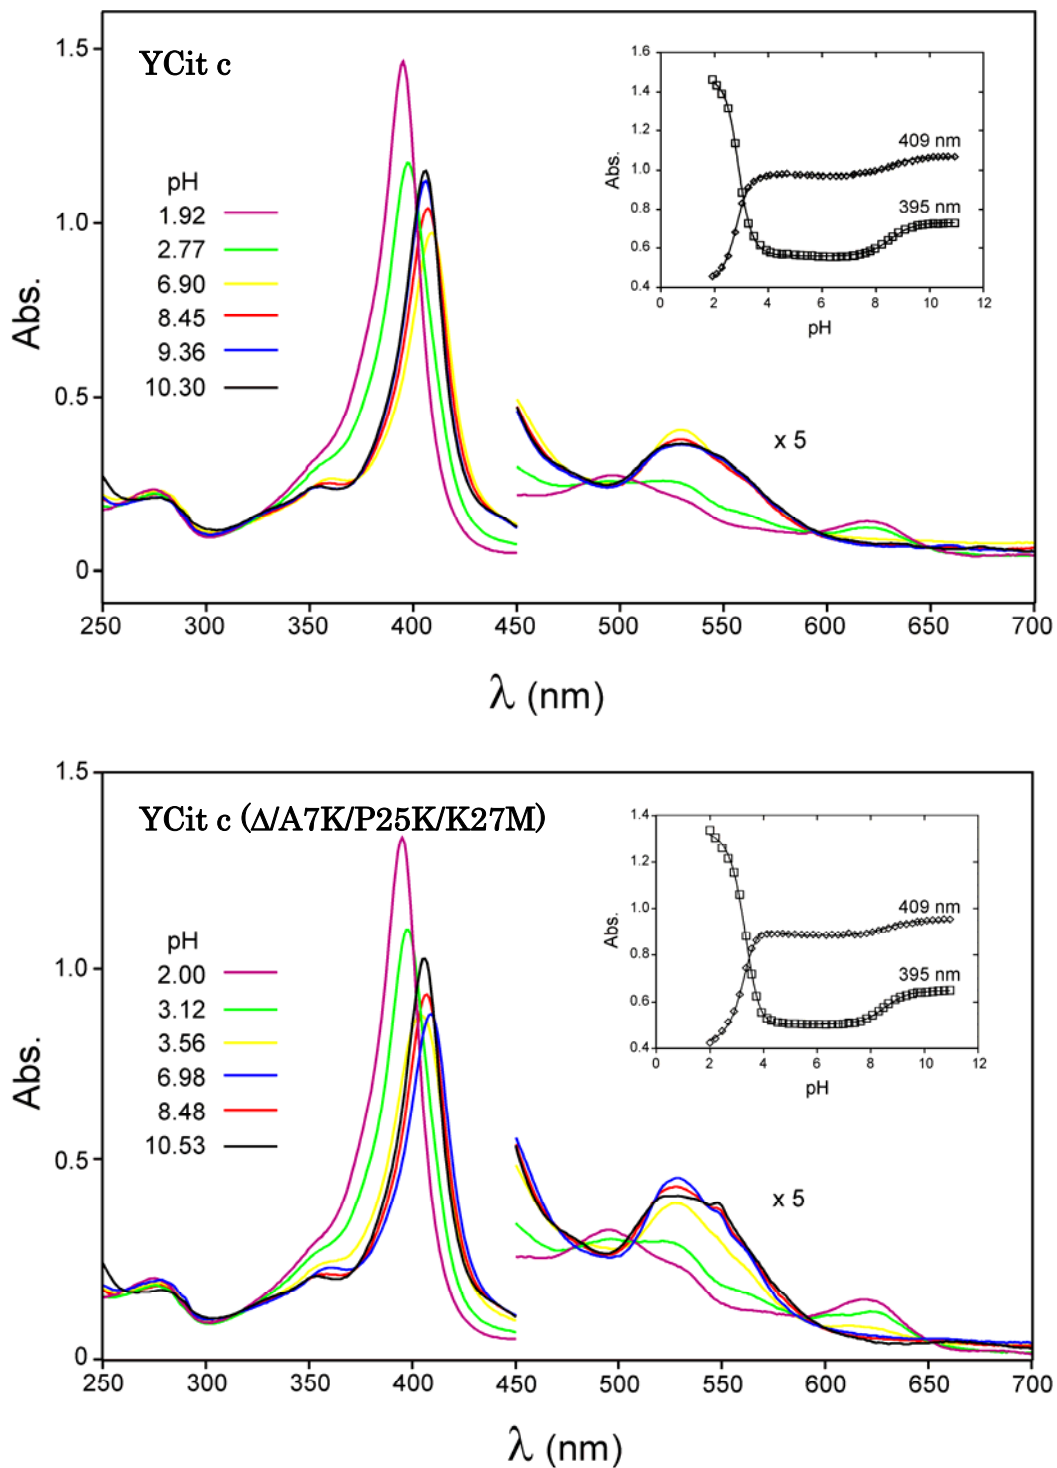 YCit c
pH
1.92
2.77
6.90
8.45
9.36
10.30
Abs.
1.5
1.0
0.5
0
250 300 350 400 450 500 550 600 650 700
λ (nm)
x 5
Abs.
1.6
1.4
1.2
1.0
0.8
0.6
0.4
409 nm
395 nm
0 2 4 6 8 10 12
pH
YCit c (Δ/A7K/P25K/K27M)
pH
2.00
3.12
3.56
6.98
8.48
10.53
Abs.
1.5
1.0
0.5
0
250 300 350 400 450 500 550 600 650 700
λ (nm)
x 5
Abs.
1.4
1.2
1.0
0.8
0.6
0.4
409 nm
395 nm
0 2 4 6 8 10 12
pH